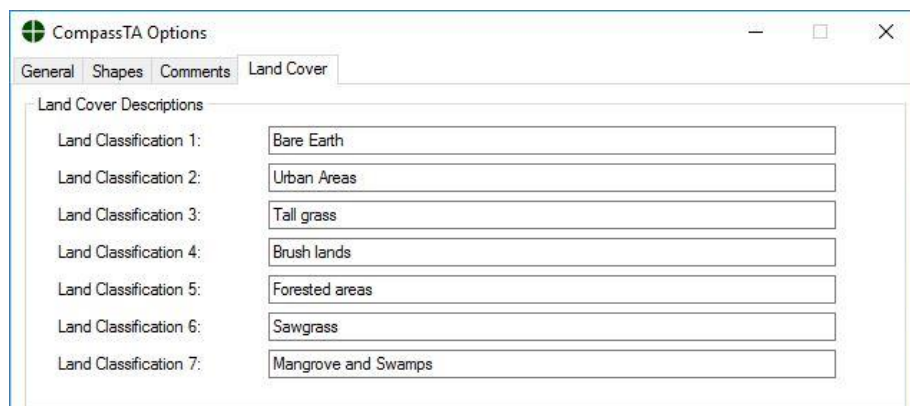 CompassTA Options
General Shapes Comments Land Cover
Land Cover Descriptions
Land Classification 1: Bare Earth
Land Classification 2: Urban Areas
Land Classification 3: Tall grass
Land Classification 4: Brush lands
Land Classification 5: Forested areas
Land Classification 6: Sawgrass
Land Classification 7: Mangrove and Swamps